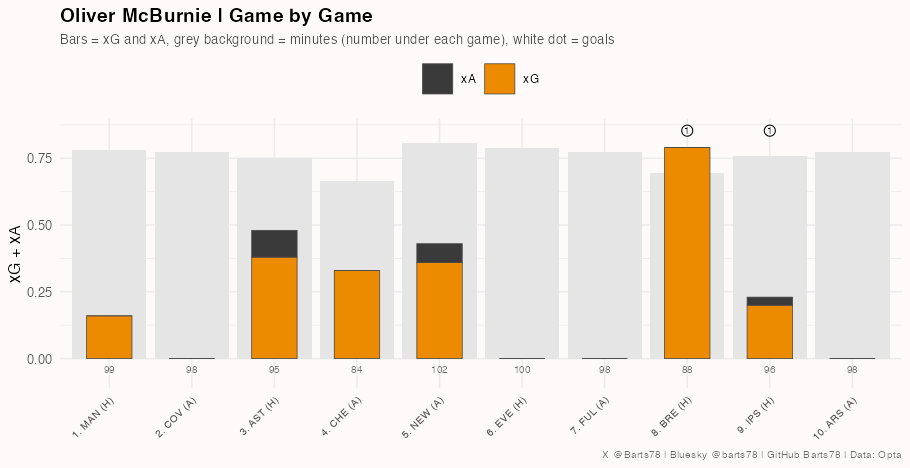 Oliver McBurnie | Game by Game
Bars = xG and xA, grey background = minutes (number under each game), white dot = goals
xA xG
1 1
xG + xA
0.75
0.50
0.25
0.00
99 98 95 84 102 100 98 88 96 98
1. MAN (H) 2. COV (A) 3. AST (H) 4. CHE (A) 5. NEW (A) 6. EVE (H) 7. FUL (A) 8. BRE (H) 9. IPS (H) 10. ARS (A)
X @Barts78 | Bluesky @barts78 | GitHub Barts78 | Data: Opta